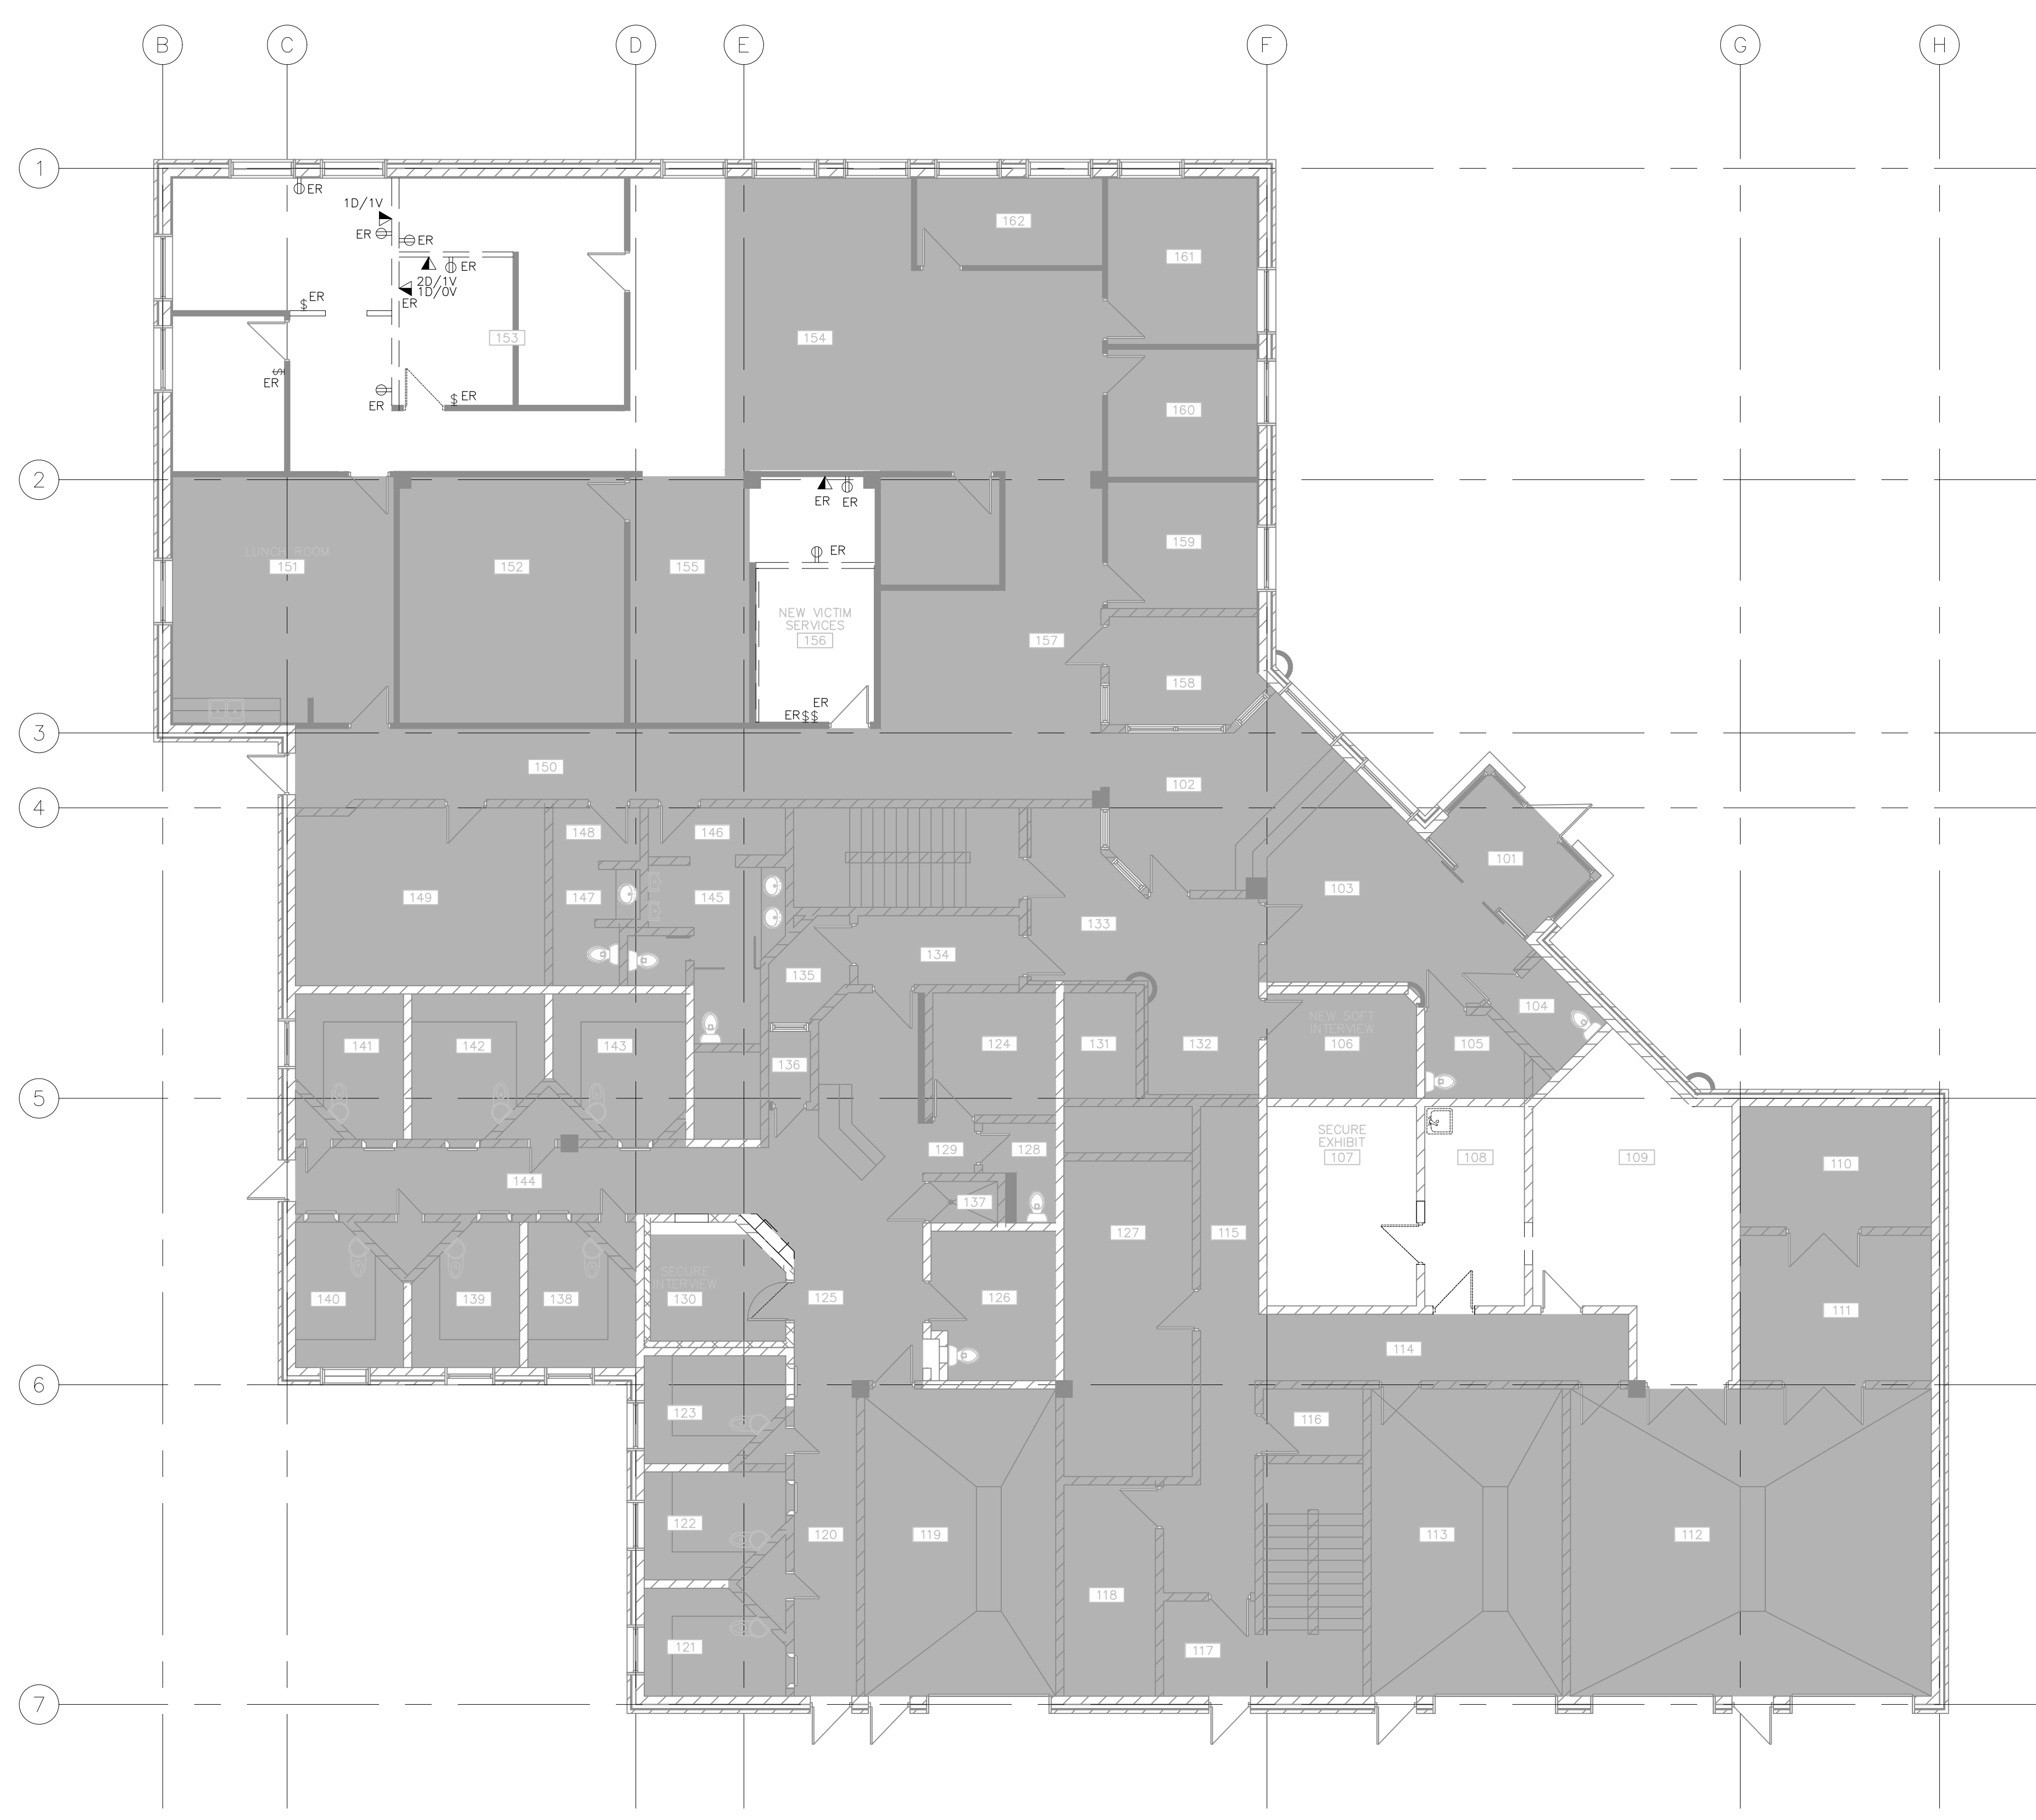 B
C
D
E
F
G
H
1
ER
1D/1V
ER
ER
ER
2D/1V
1D/0V
ER
ER
153
ER
ER
ER
162
161
154
160
2
ER
ER
ER
LUNCH ROOM
151
152
155
159
NEW VICTIM
SERVICES
156
157
158
ER
ER$$
3
150
102
4
148
146
101
149
147
145
103
133
134
135
104
NEW SOFT
INTERVIEW
141
142
143
136
124
131
132
106
105
5
129
128
SECURE
EXHIBIT
107
108
109
110
144
137
127
115
SECURE
INTERVIEW
140
139
138
130
125
126
111
114
6
123
116
122
120
119
113
112
118
121
117
7